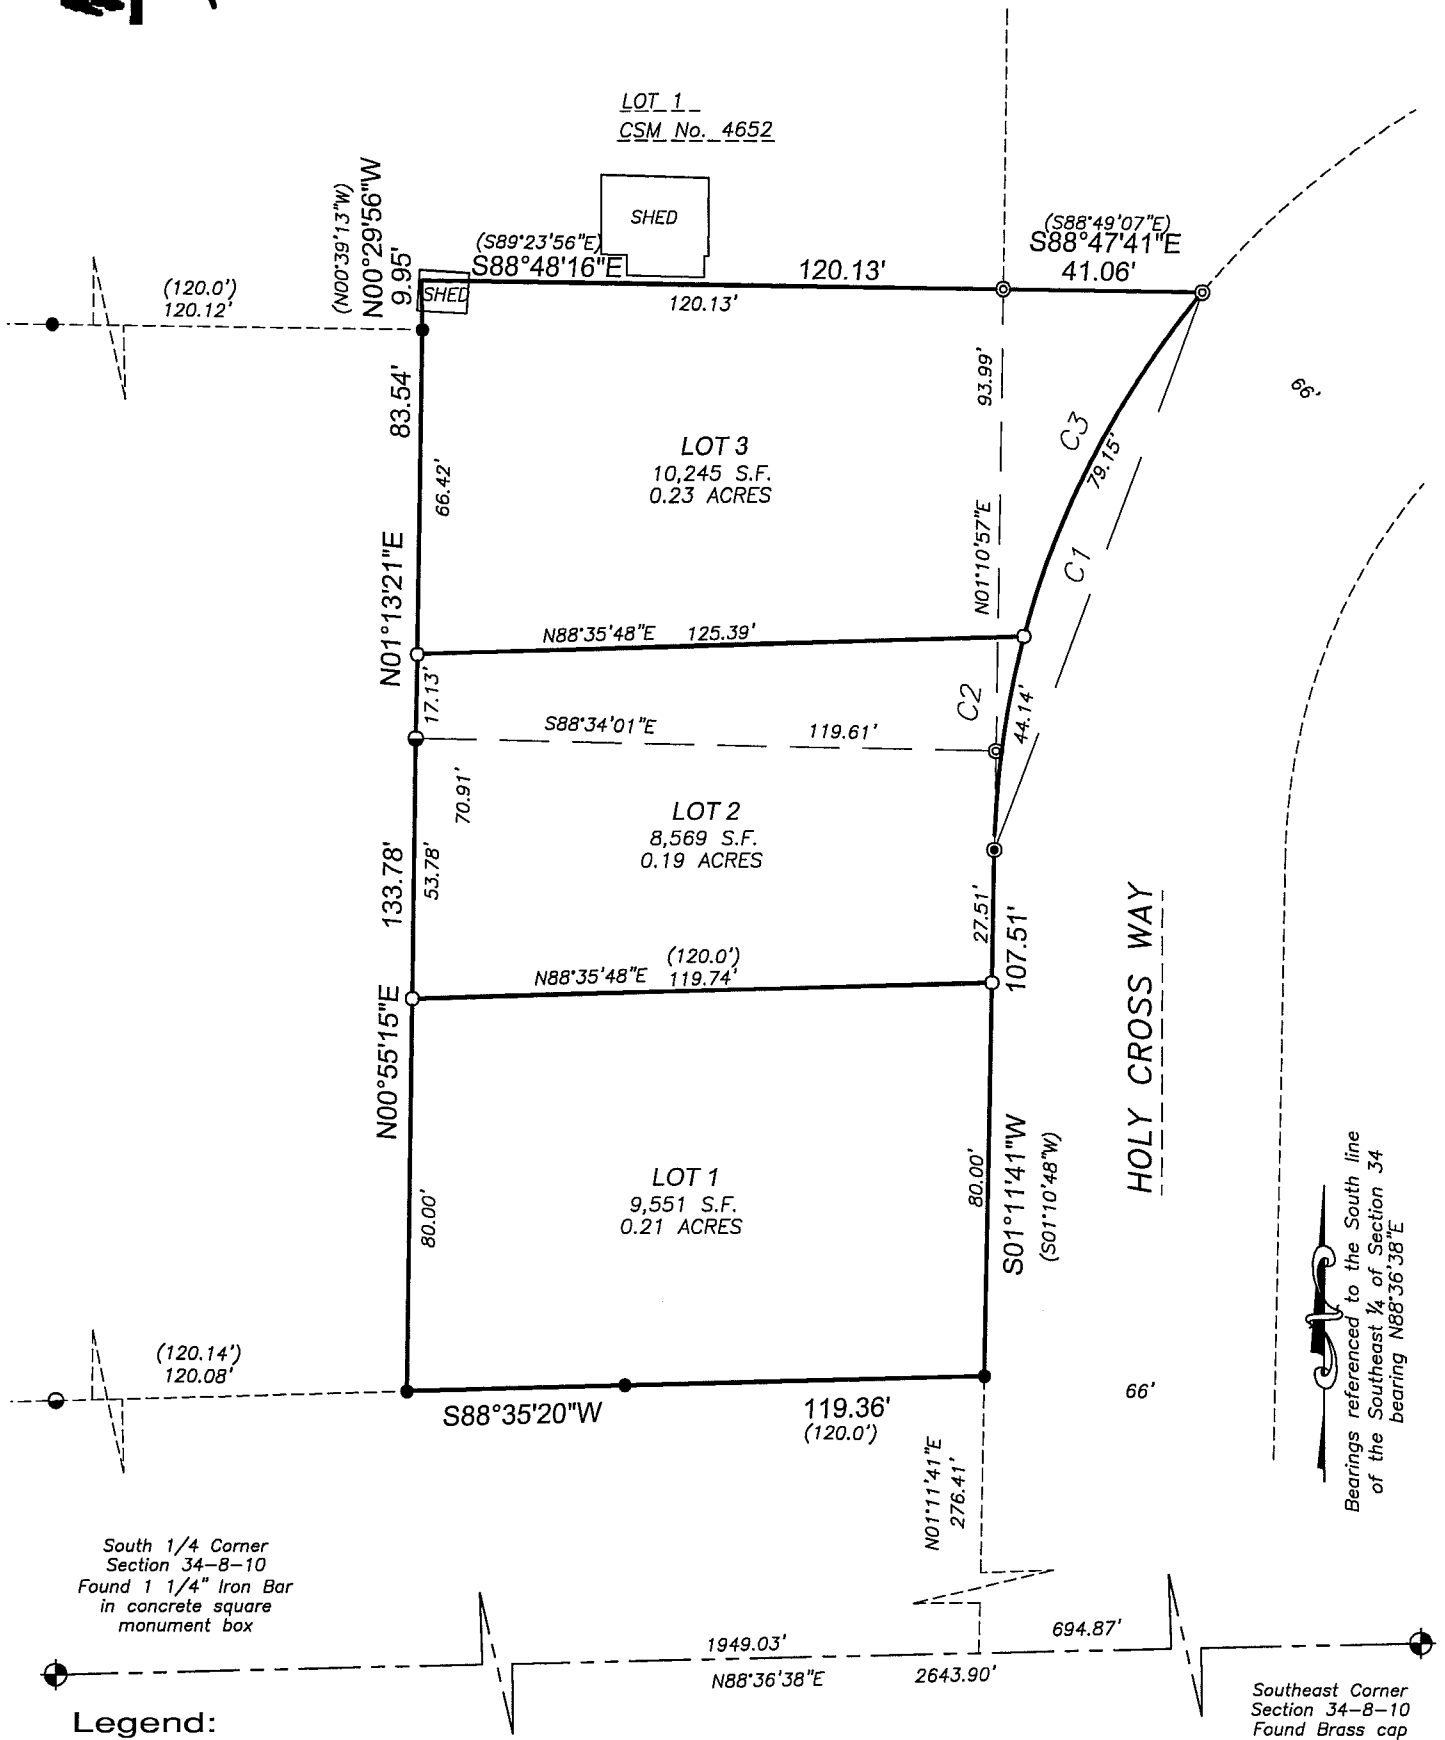 LOT 1
CSM No. 4652
SHED
(N00°39'13"W)
N00°29'56"W
9.95'
(S89°23'56"E)
S88°48'16"E
120.13'
120.13'
SHED
(S88°49'07"E)
S88°47'41"E
41.06'
(120.0')
120.12'
83.54'
N01°13'21"E
66.42'
LOT 3
10,245 S.F.
0.23 ACRES
93.99'
N01°10'57"E
C3
79.15'
C1
66'
N88°35'48"E 125.39'
17.13'
C2
44.14'
S88°34'01"E 119.61'
70.91'
LOT 2
8,569 S.F.
0.19 ACRES
133.78'
N00°55'15"E
53.78'
27.51'
107.51'
(120.0')
N88°35'48"E 119.74'
HOLY CROSS WAY
LOT 1
9,551 S.F.
0.21 ACRES
80.00'
80.00'
S01°11'41"W
(S01°10'48"W)
(120.14')
120.08'
S88°35'20"W
119.36'
(120.0')
66'
N01°11'41"E
276.41'
Bearings referenced to the South line
of the Southeast ¼ of Section 34
bearing N88°36'38"E
South 1/4 Corner
Section 34-8-10
Found 1 1/4" Iron Bar
in concrete square
monument box
1949.03'
694.87'
N88°36'38"E
2643.90'
Southeast Corner
Section 34-8-10
Found Brass cap
Legend: